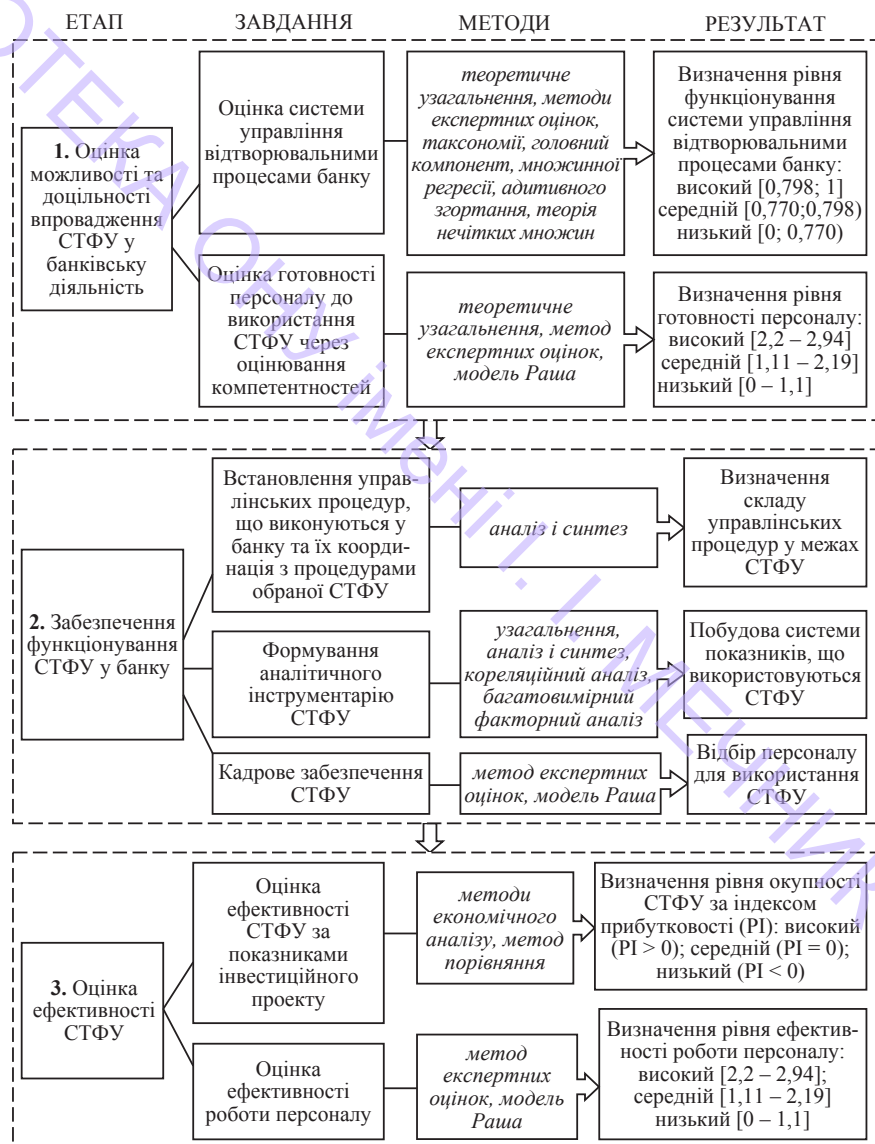 ЕТАП ЗАВДАННЯ МЕТОДИ РЕЗУЛЬТАТ
1. Оцінка
можливості та
доцільності
впровадження
СТФУ у
банківську
діяльність
Оцінка системи
управління
відтворювальними
процесами банку
теоретичне
узагальнення, методи
експертних оцінок,
таксономії, головний
компонент, множинної
регресії, адитивного
згортання, теорія
нечітких множин
Визначення рівня
функціонування
системи управління
відтворювальними
процесами банку:
високий [0,798; 1]
середній [0,770;0,798)
низький [0; 0,770)
Оцінка готовності
персоналу до
використання
СТФУ через
оцінювання
компетентностей
теоретичне
узагальнення, метод
експертних оцінок,
модель Раша
Визначення рівня
готовності персоналу:
високий [2,2 – 2,94]
середній [1,11 – 2,19]
низький [0 – 1,1]
2. Забезпечення
функціонування
СТФУ у банку
Встановлення управ-
лінських процедур,
що виконуються у
банку та їх коорди-
нація з процедурами
обраної СТФУ
аналіз і синтез
Визначення
складу
управлінських
процедур у межах
СТФУ
Формування
аналітичного
інструментарію
СТФУ
узагальнення,
аналіз і синтез,
кореляційний аналіз,
багатовимірний
факторний аналіз
Побудова системи
показників, що
використовуються
СТФУ
Кадрове забезпечення
СТФУ
метод експертних
оцінок, модель Раша
Відбір персоналу
для використання
СТФУ
3. Оцінка
ефективності
СТФУ
Оцінка
ефективності
СТФУ за
показниками
інвестиційного
проекту
методи
економічного
аналізу, метод
порівняння
Визначення рівня окупності
СТФУ за індексом
прибутковості (PI): високий
(PI > 0); середній (PI = 0);
низький (PI < 0)
Оцінка
ефективності
роботи персоналу
метод
експертних
оцінок, модель
Раша
Визначення рівня ефектив-
ності роботи персоналу:
високий [2,2 – 2,94];
середній [1,11 – 2,19]
низький [0 – 1,1]
ОТЕКА ОНУ імені І. І. МЕЧНИК